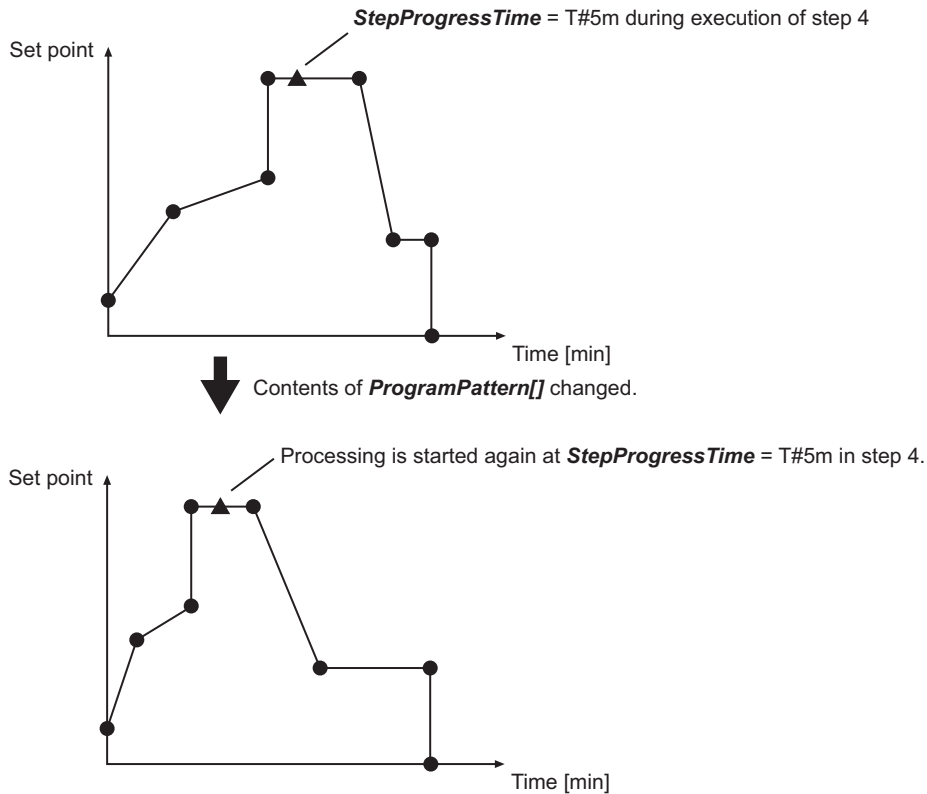 StepProgressTime = T#5m during execution of step 4
Set point
Time [min]
Contents of ProgramPattern[] changed.
Processing is started again at StepProgressTime = T#5m in step 4.
Set point
Time [min]